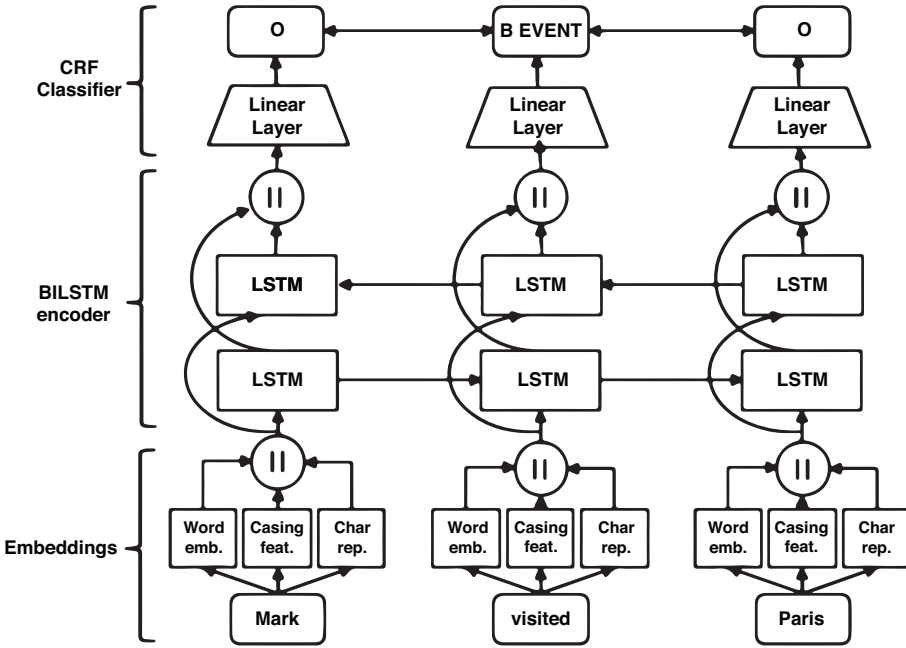 O
B EVENT
O
CRF
Classifier
Linear
Layer
Linear
Layer
Linear
Layer
||
||
||
BILSTM
encoder
LSTM
LSTM
LSTM
LSTM
LSTM
LSTM
||
||
||
Embeddings
Word
emb.
Casing
feat.
Char
rep.
Word
emb.
Casing
feat.
Char
rep.
Word
emb.
Casing
feat.
Char
rep.
Mark
visited
Paris